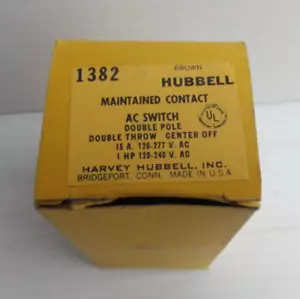 BROWN
1382 HUBBELL
MAINTAINED CONTACT
AC SWITCH
DOUBLE POLE
DOUBLE THROW CENTER OFF
15 A. 120-277 V. AC
1 HP 120-240 V. AC
UL
HARVEY HUBBELL, INC.
BRIDGEPORT, CONN. MADE IN U.S.A